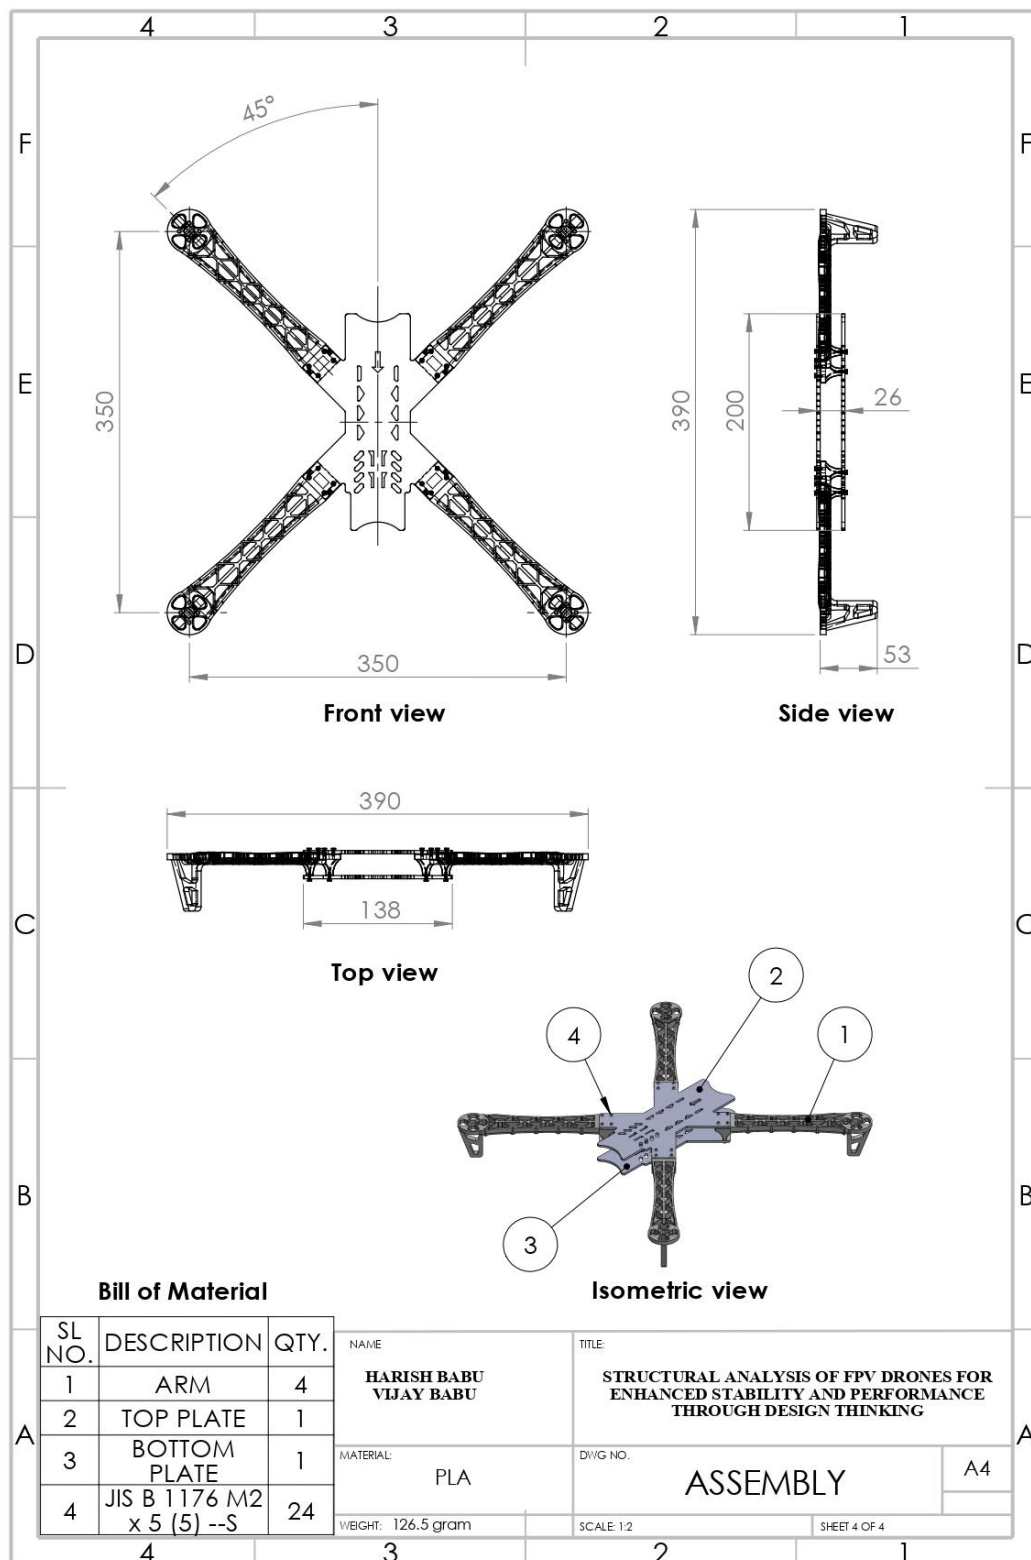 4 3 2 1
F F
45°
350
350
Front view
390
200
26
53
Side view
E E
D D
390
138
Top view
C C
2
4
1
3
Isometric view
B B
Bill of Material
SL NO. DESCRIPTION QTY.
1 ARM 4
2 TOP PLATE 1
3 BOTTOM PLATE 1
4 JIS B 1176 M2 x 5 (5) --S 24
NAME
HARISH BABU
VIJAY BABU
TITLE:
STRUCTURAL ANALYSIS OF FPV DRONES FOR
ENHANCED STABILITY AND PERFORMANCE
THROUGH DESIGN THINKING
MATERIAL:
PLA
DWG NO.
ASSEMBLY
A4
WEIGHT: 126.5 gram
SCALE: 1:2
SHEET 4 OF 4
A A
4 3 2 1